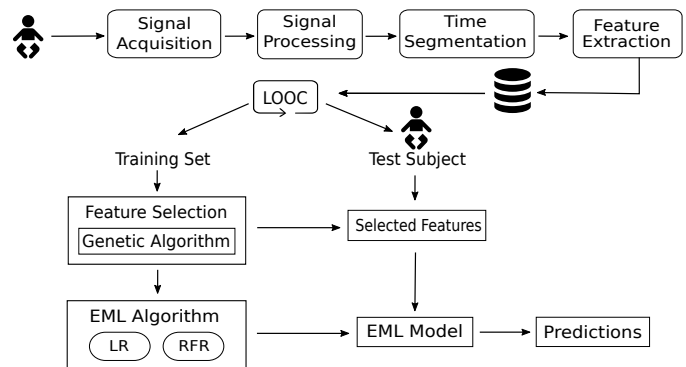 Signal
Acquisition
Signal
Processing
Time
Segmentation
Feature
Extraction
LOOC
Training Set
Test Subject
Feature Selection
Genetic Algorithm
Selected Features
EML Algorithm
LR
RFR
EML Model
Predictions